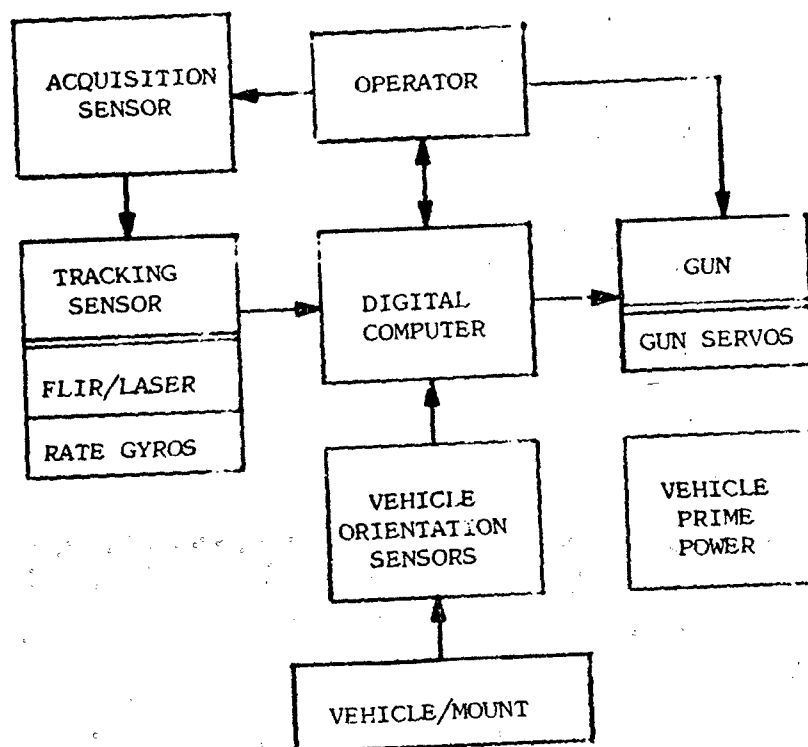 ACQUISITION
SENSOR
OPERATOR
TRACKING
SENSOR
FLIR/LASER
RATE GYROS
DIGITAL
COMPUTER
GUN
GUN SERVOS
VEHICLE
ORIENTATION
SENSORS
VEHICLE
PRIME
POWER
VEHICLE/MOUNT